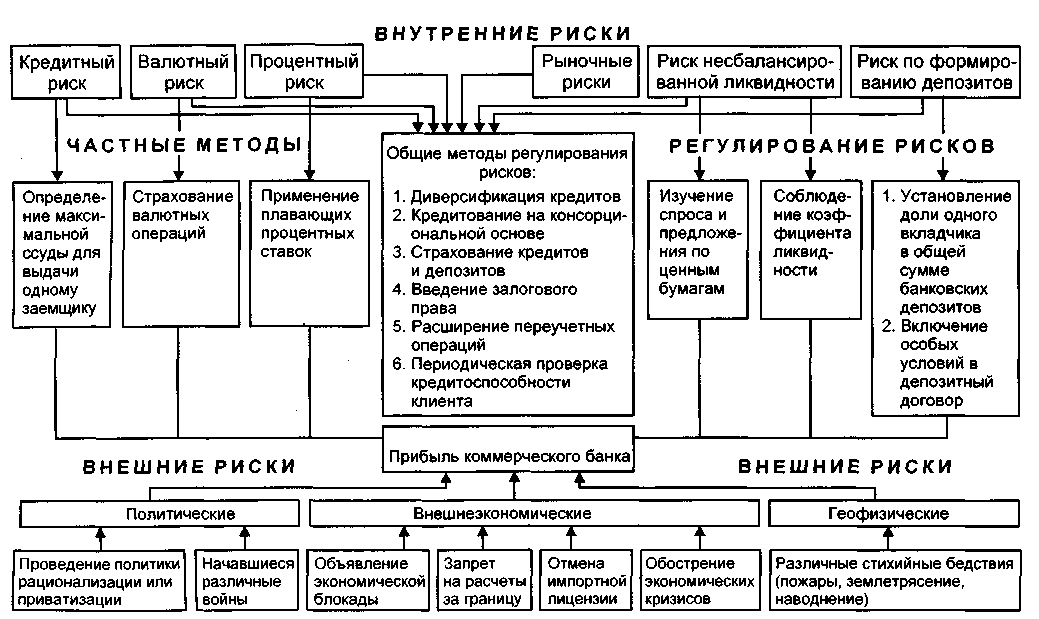 ВНУТРЕННИЕ РИСКИ
Кредитный
риск
Валютный
риск
Процентный
риск
Рыночные
риски
Риск несбалансиро-
ванной ликвидности
Риск по формиро-
ванию депозитов
ЧАСТНЫЕ МЕТОДЫ
РЕГУЛИРОВАНИЕ РИСКОВ
Определе-
ние макси-
мальной
ссуды для
выдачи
одному
заемщику
Страхование
валютных
операций
Применение
плавающих
процентных
ставок
Общие методы регулирования
рисков:
1. Диверсификация кредитов
2. Кредитование на консорци-
ональной основе
3. Страхование кредитов
и депозитов
4. Введение залогового
права
5. Расширение переучетных
операций
6. Периодическая проверка
кредитоспособности
клиента
Изучение
спроса и
предложе-
ния по
ценным
бумагам
Соблюде-
ние коэф-
фициента
ликвид-
ности
1. Установление
доли одного
вкладчика
в общей
сумме
банковских
депозитов
2. Включение
особых
условий в
депозитный
договор
Прибыль коммерческого банка
ВНЕШНИЕ РИСКИ
ВНЕШНИЕ РИСКИ
Политические
Внешнеэкономические
Геофизические
Проведение политики
рационализации или
приватизации
Начавшиеся
различные
войны
Объявление
экономической
блокады
Запрет
на расчеты
за границу
Отмена
импортной
лицензии
Обострение
экономических
кризисов
Различные стихийные бедствия
(пожары, землетрясение,
наводнение)